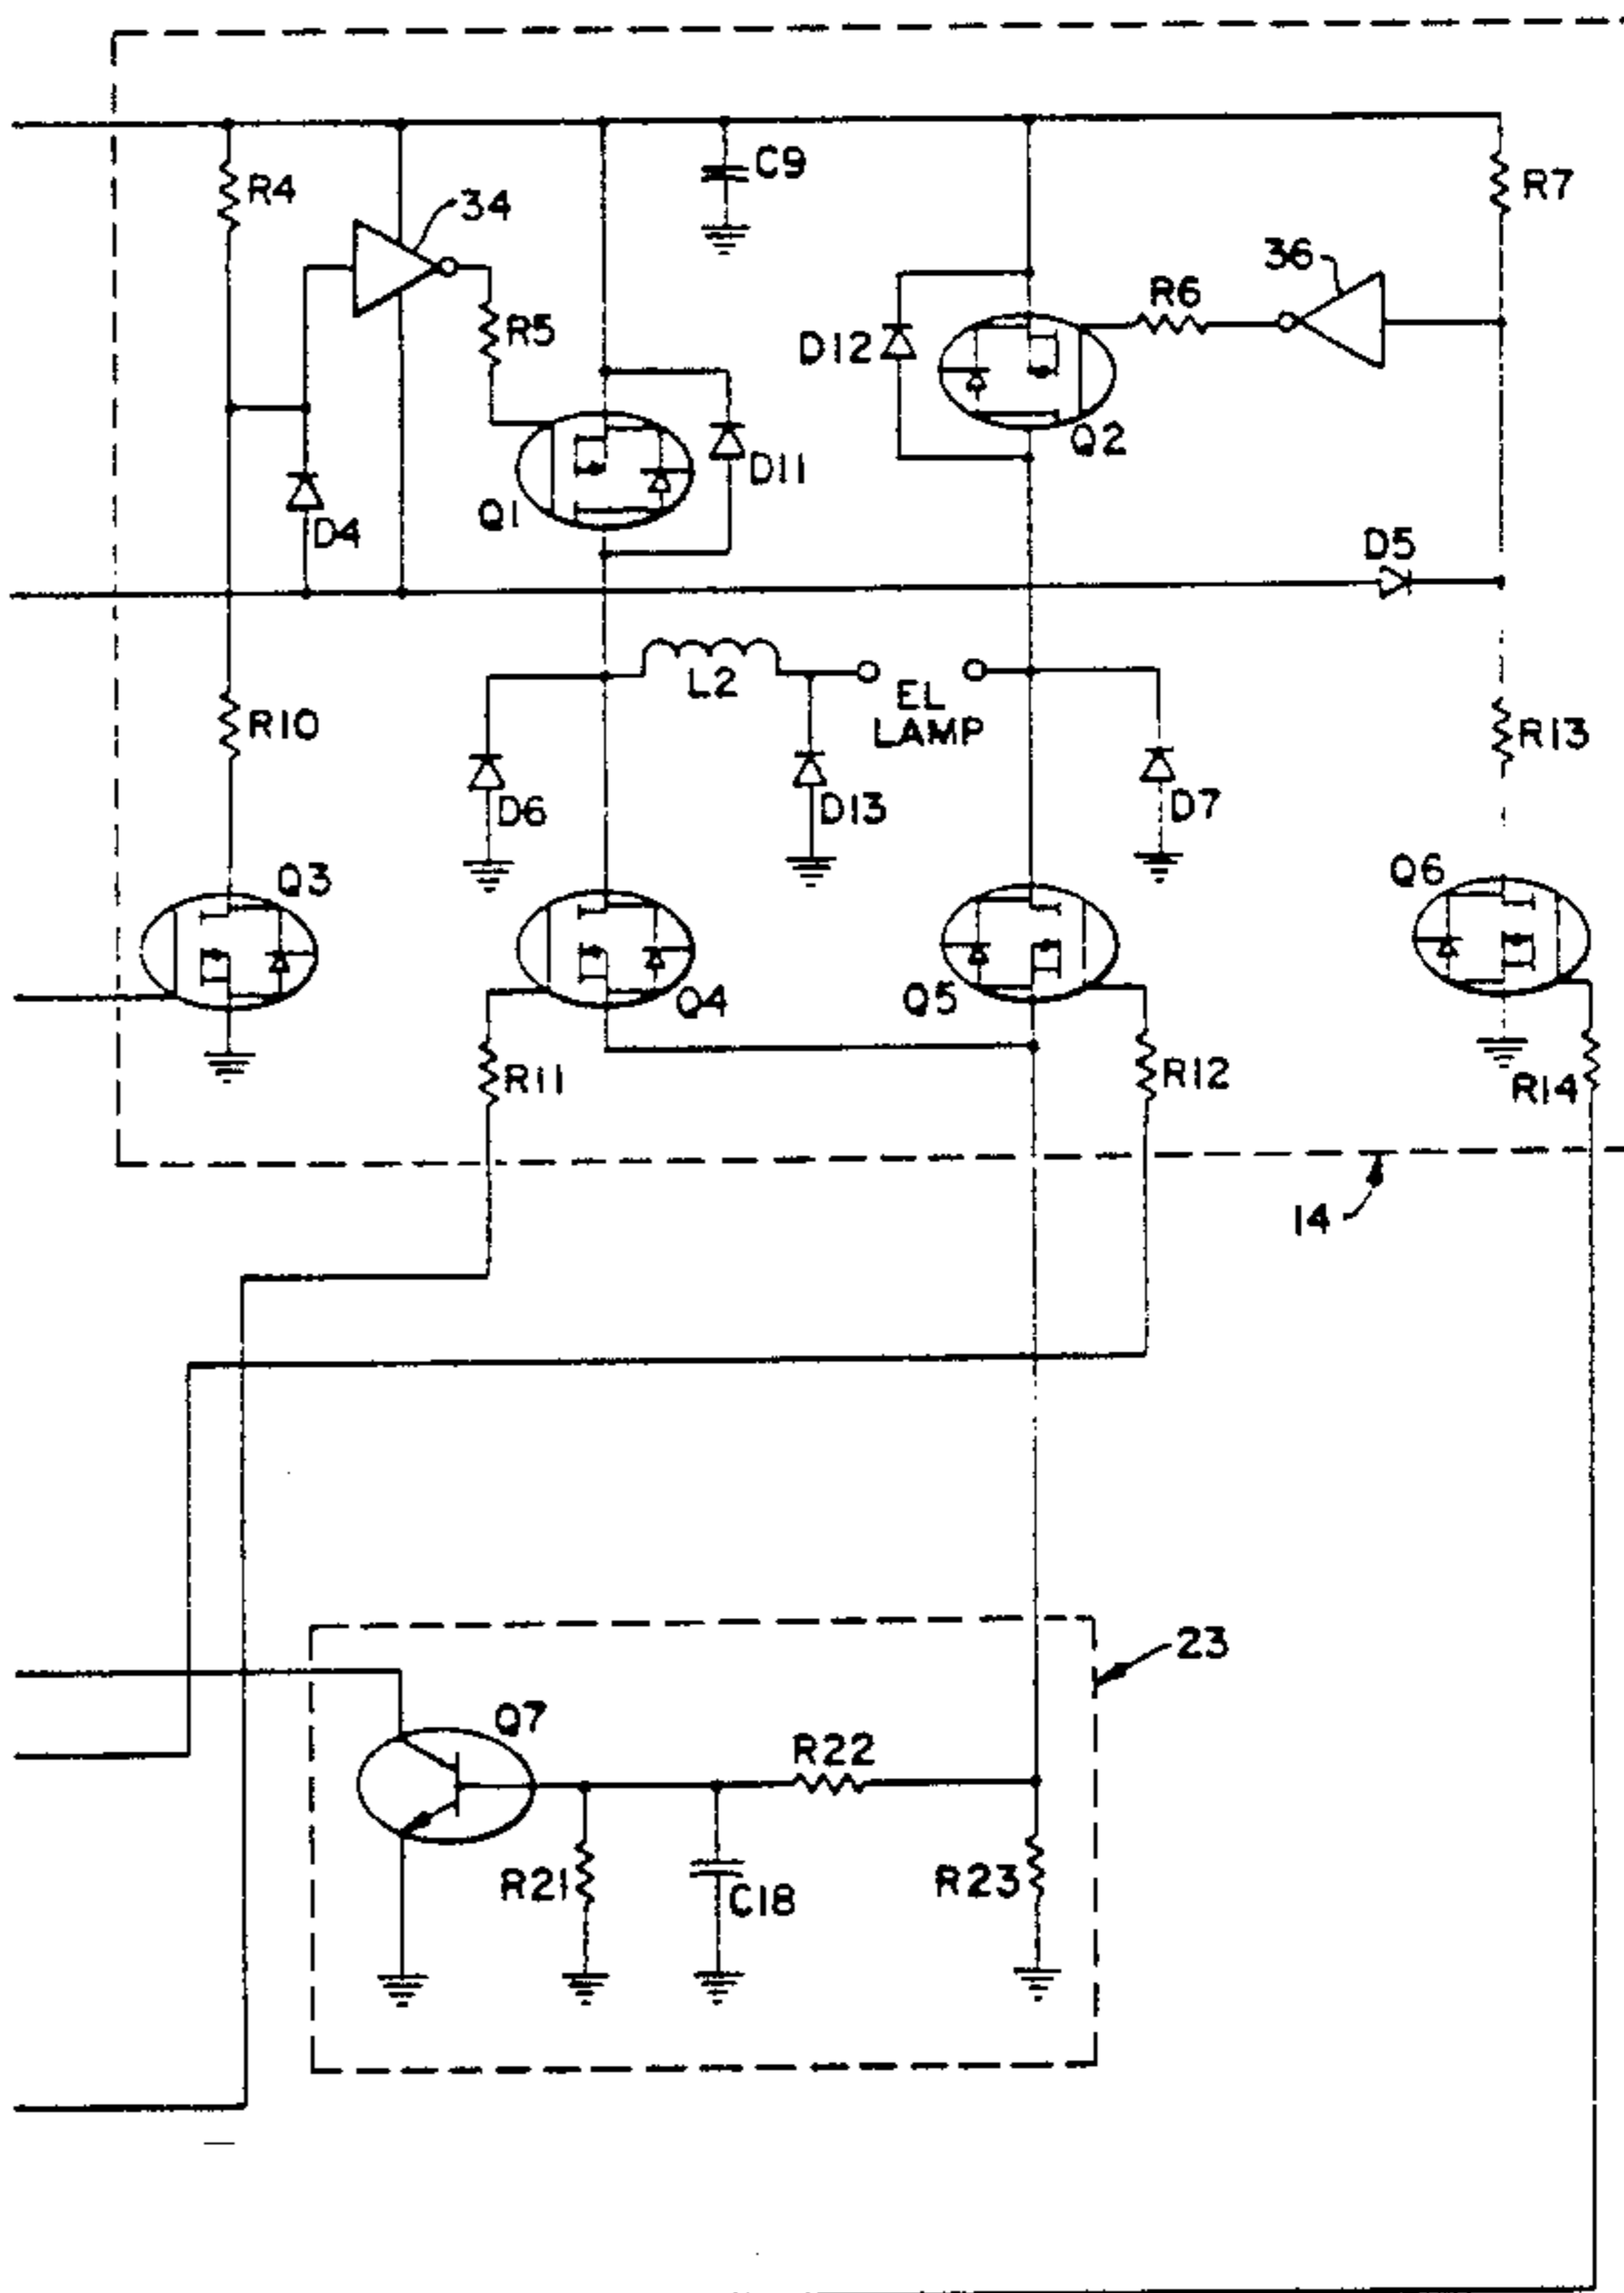 C9
R4
R7
34
36
R6
R5
D12
Q2
D11
Q1
D4
D5
L2
EL
LAMP
R10
R13
D6
D13
D7
Q3
Q6
Q4
Q5
R11
R12
R14
14
23
Q7
R22
R21
C18
R23